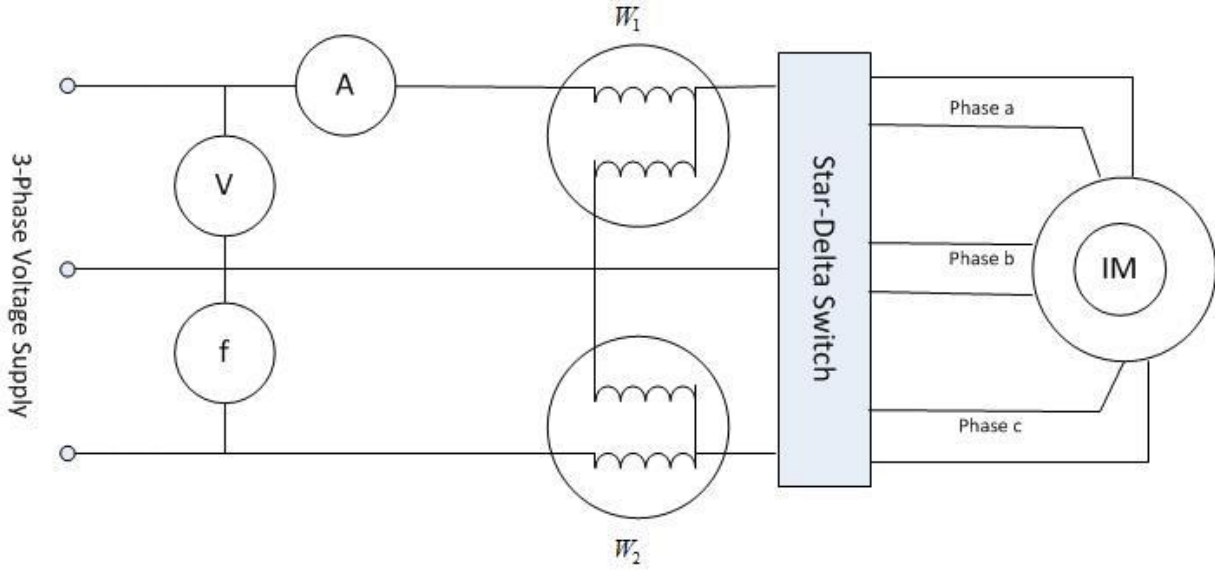 W1
A
Phase a
3-Phase Voltage Supply
V
Star-Delta Switch
Phase b
IM
f
Phase c
W2